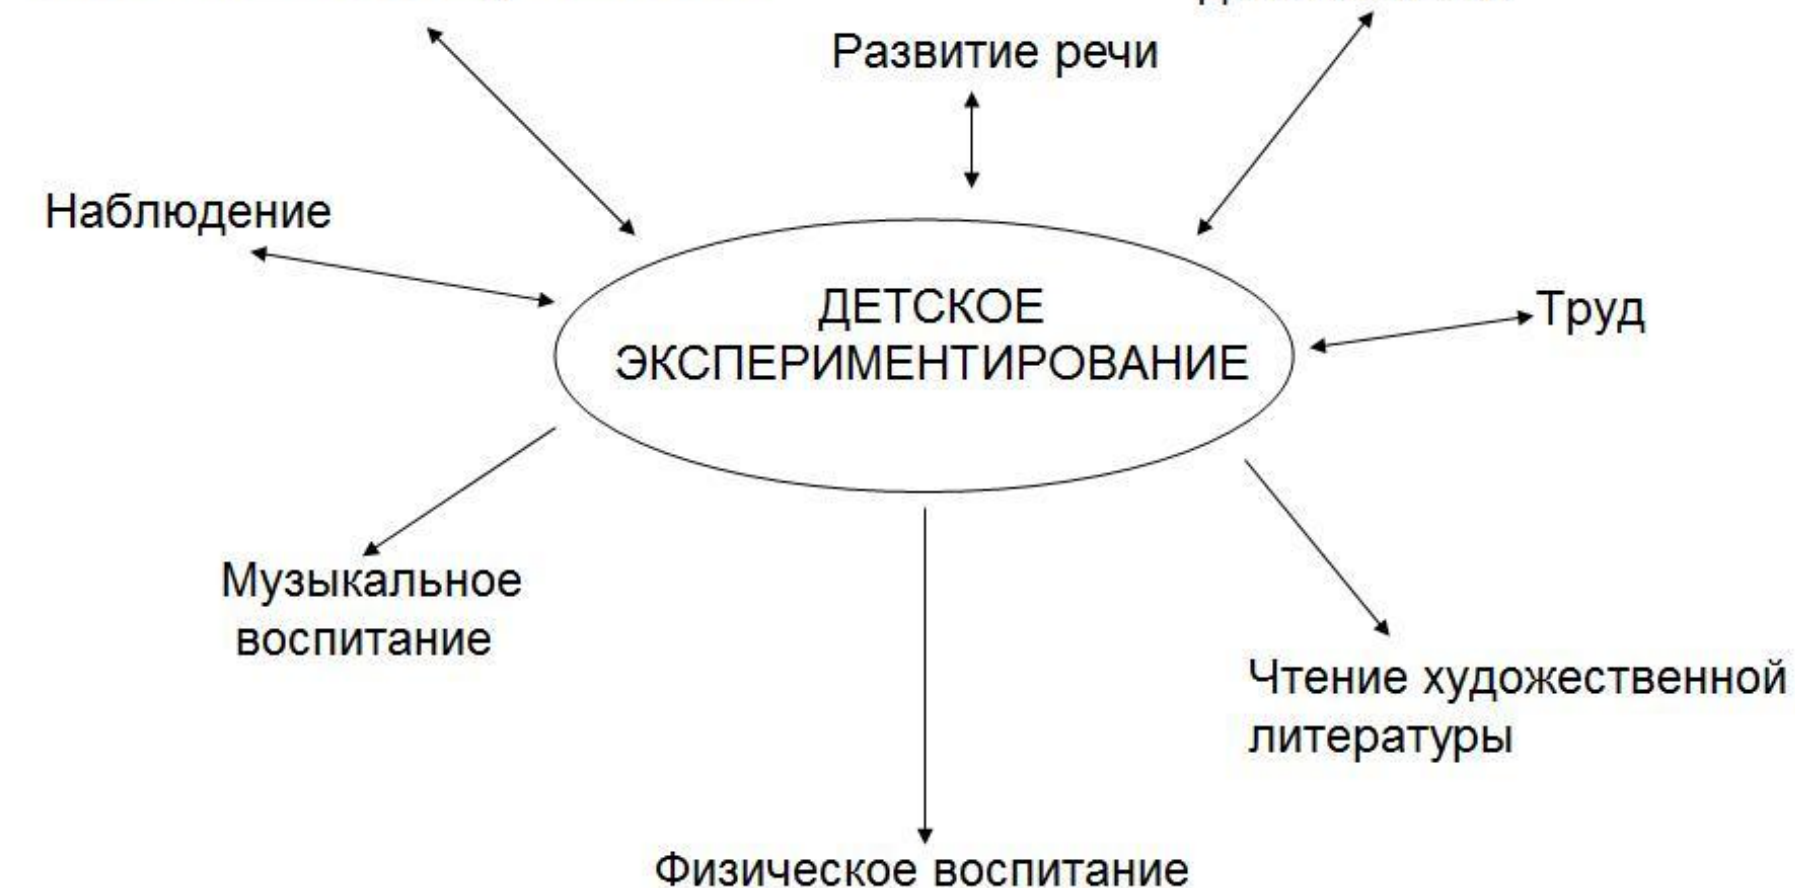 Развитие речи
Наблюдение
ДЕТСКОЕ
ЭКСПЕРИМЕНТИРОВАНИЕ
Труд
Музыкальное
воспитание
Чтение художественной
литературы
Физическое воспитание